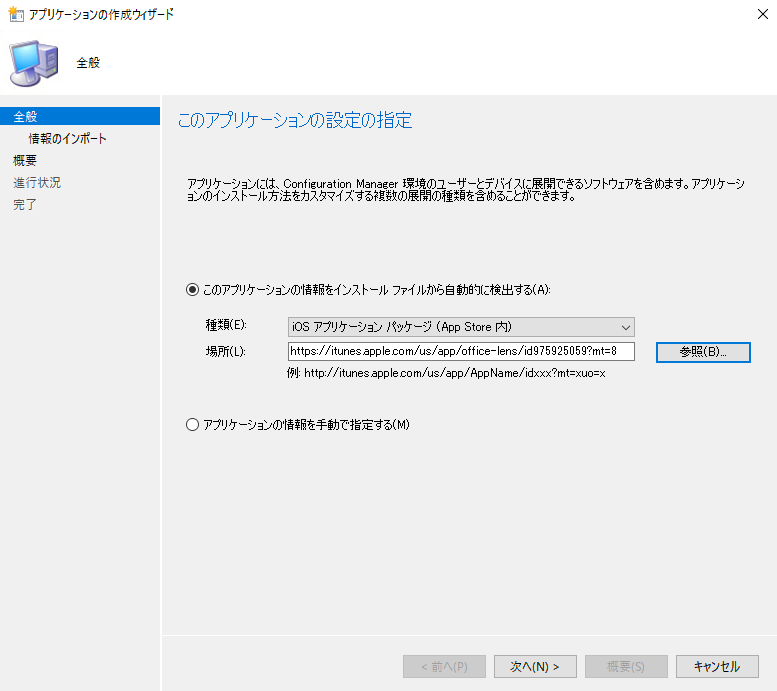 アプリケーションの作成ウィザード
全般
全般
情報のインポート
概要
進行状況
完了
このアプリケーションの設定の指定
アプリケーションには、Configuration Manager 環境のユーザーとデバイスに展開できるソフトウェアを含めます。アプリケーシ
ョンのインストール方法をカスタマイズする複数の展開の種類を含めることができます。
このアプリケーションの情報をインストール ファイルから自動的に検出する(A):
種類(E):
iOS アプリケーション パッケージ (App Store 内)
場所(L):
https://itunes.apple.com/us/app/office-lens/id975925059?mt=8
参照(B)...
例: http://itunes.apple.com/us/app/AppName/idxxx?mt=xuo=x
アプリケーションの情報を手動で指定する(M)
< 前へ(P)
次へ(N) >
概要(S)
キャンセル